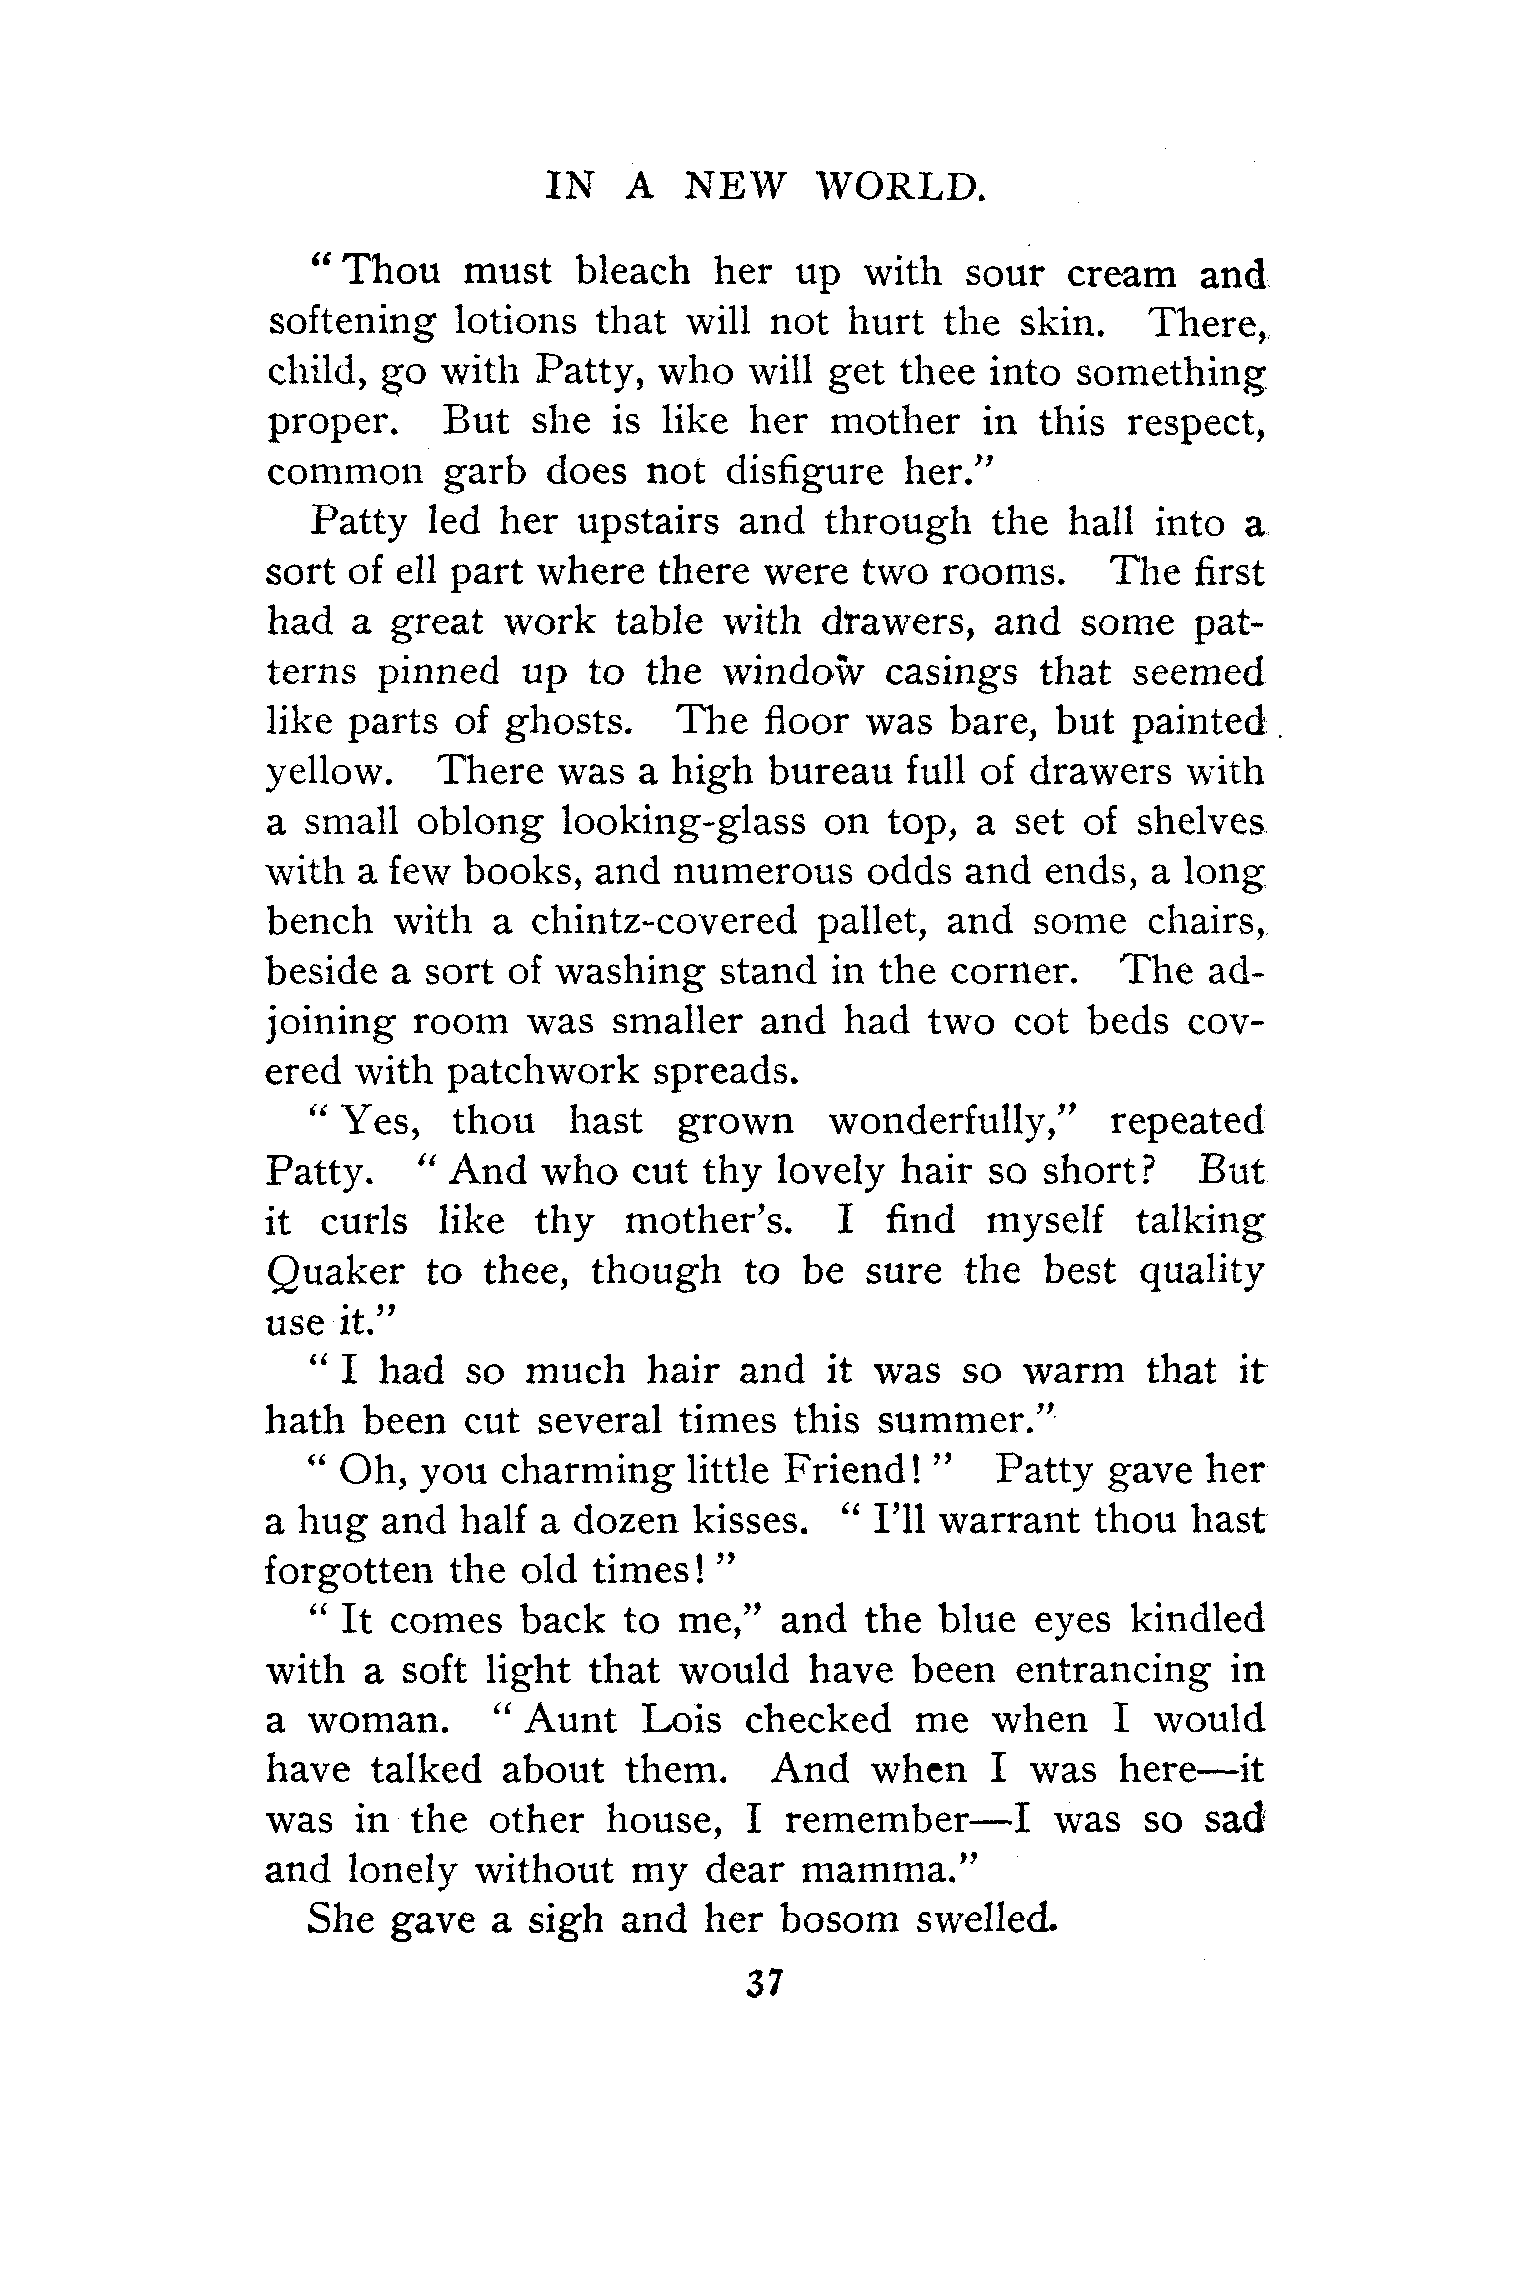 IN A NEW WORLD.
“Thou must bleach her up with sour cream and
softening lotions that will not hurt the skin. There,
child, go with Patty, who will get thee into something
proper. But she is like her mother in this respect,
common garb does not disfigure her.”
Patty led her upstairs and through the hall into a
sort of ell part where there were two rooms. The first
had a great work table with drawers, and some pat-
terns pinned up to the window casings that seemed
like parts of ghosts. The floor was bare, but painted
yellow. There was a high bureau full of drawers with
a small oblong looking-glass on top, a set of shelves
with a few books, and numerous odds and ends, a long
bench with a chintz-covered pallet, and some chairs,
beside a sort of washing stand in the corner. The ad-
joining room was smaller and had two cot beds cov-
ered with patchwork spreads.
“Yes, thou hast grown wonderfully,” repeated
Patty. “And who cut thy lovely hair so short? But
it curls like thy mother’s. I find myself talking
Quaker to thee, though to be sure the best quality
use it.”
“I had so much hair and it was so warm that it
hath been cut several times this summer.”
“Oh, you charming little Friend!” Patty gave her
a hug and half a dozen kisses. “I’ll warrant thou hast
forgotten the old times!”
“It comes back to me,” and the blue eyes kindled
with a soft light that would have been entrancing in
a woman. “Aunt Lois checked me when I would
have talked about them. And when I was here—it
was in the other house, I remember—I was so sad
and lonely without my dear mamma.”
She gave a sigh and her bosom swelled.
37